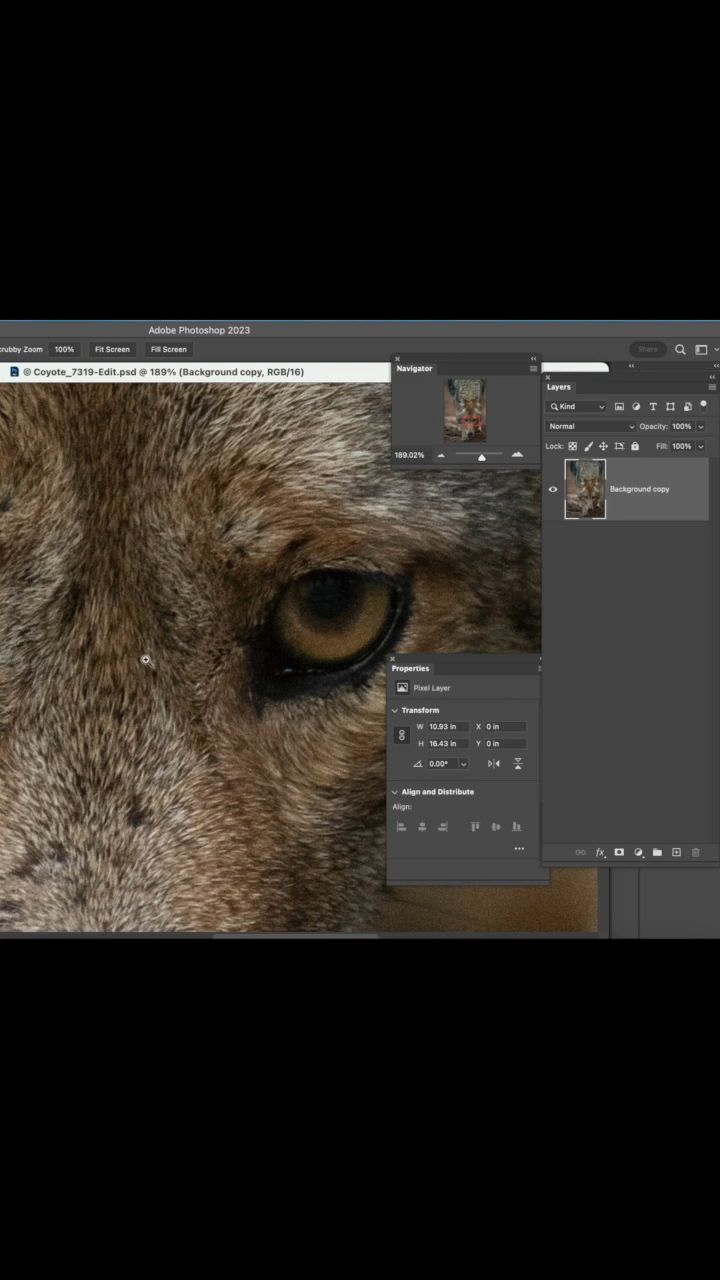 Adobe Photoshop 2023
crubby Zoom 100% Fit Screen Fill Screen Share
© Coyote_7319-Edit.psd @ 189% (Background copy, RGB/16)
Navigator
189.02%
Layers
Kind
Normal Opacity: 100%
Lock: Fill: 100%
Background copy
Properties
Pixel Layer
Transform
W 10.93 in X 0 in
H 16.43 in Y 0 in
0.00°
Align and Distribute
Align:
fx